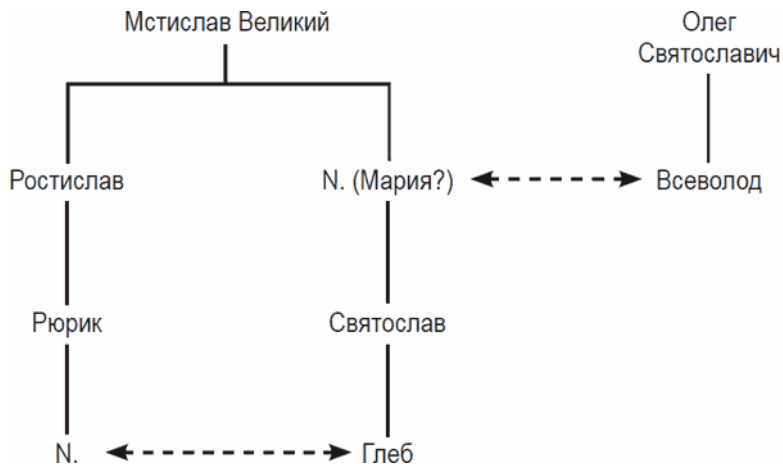 Мстислав Великий
Олег
Святославич
Ростислав
N. (Мария?)
Всеволод
Рюрик
Святослав
N.
Глеб